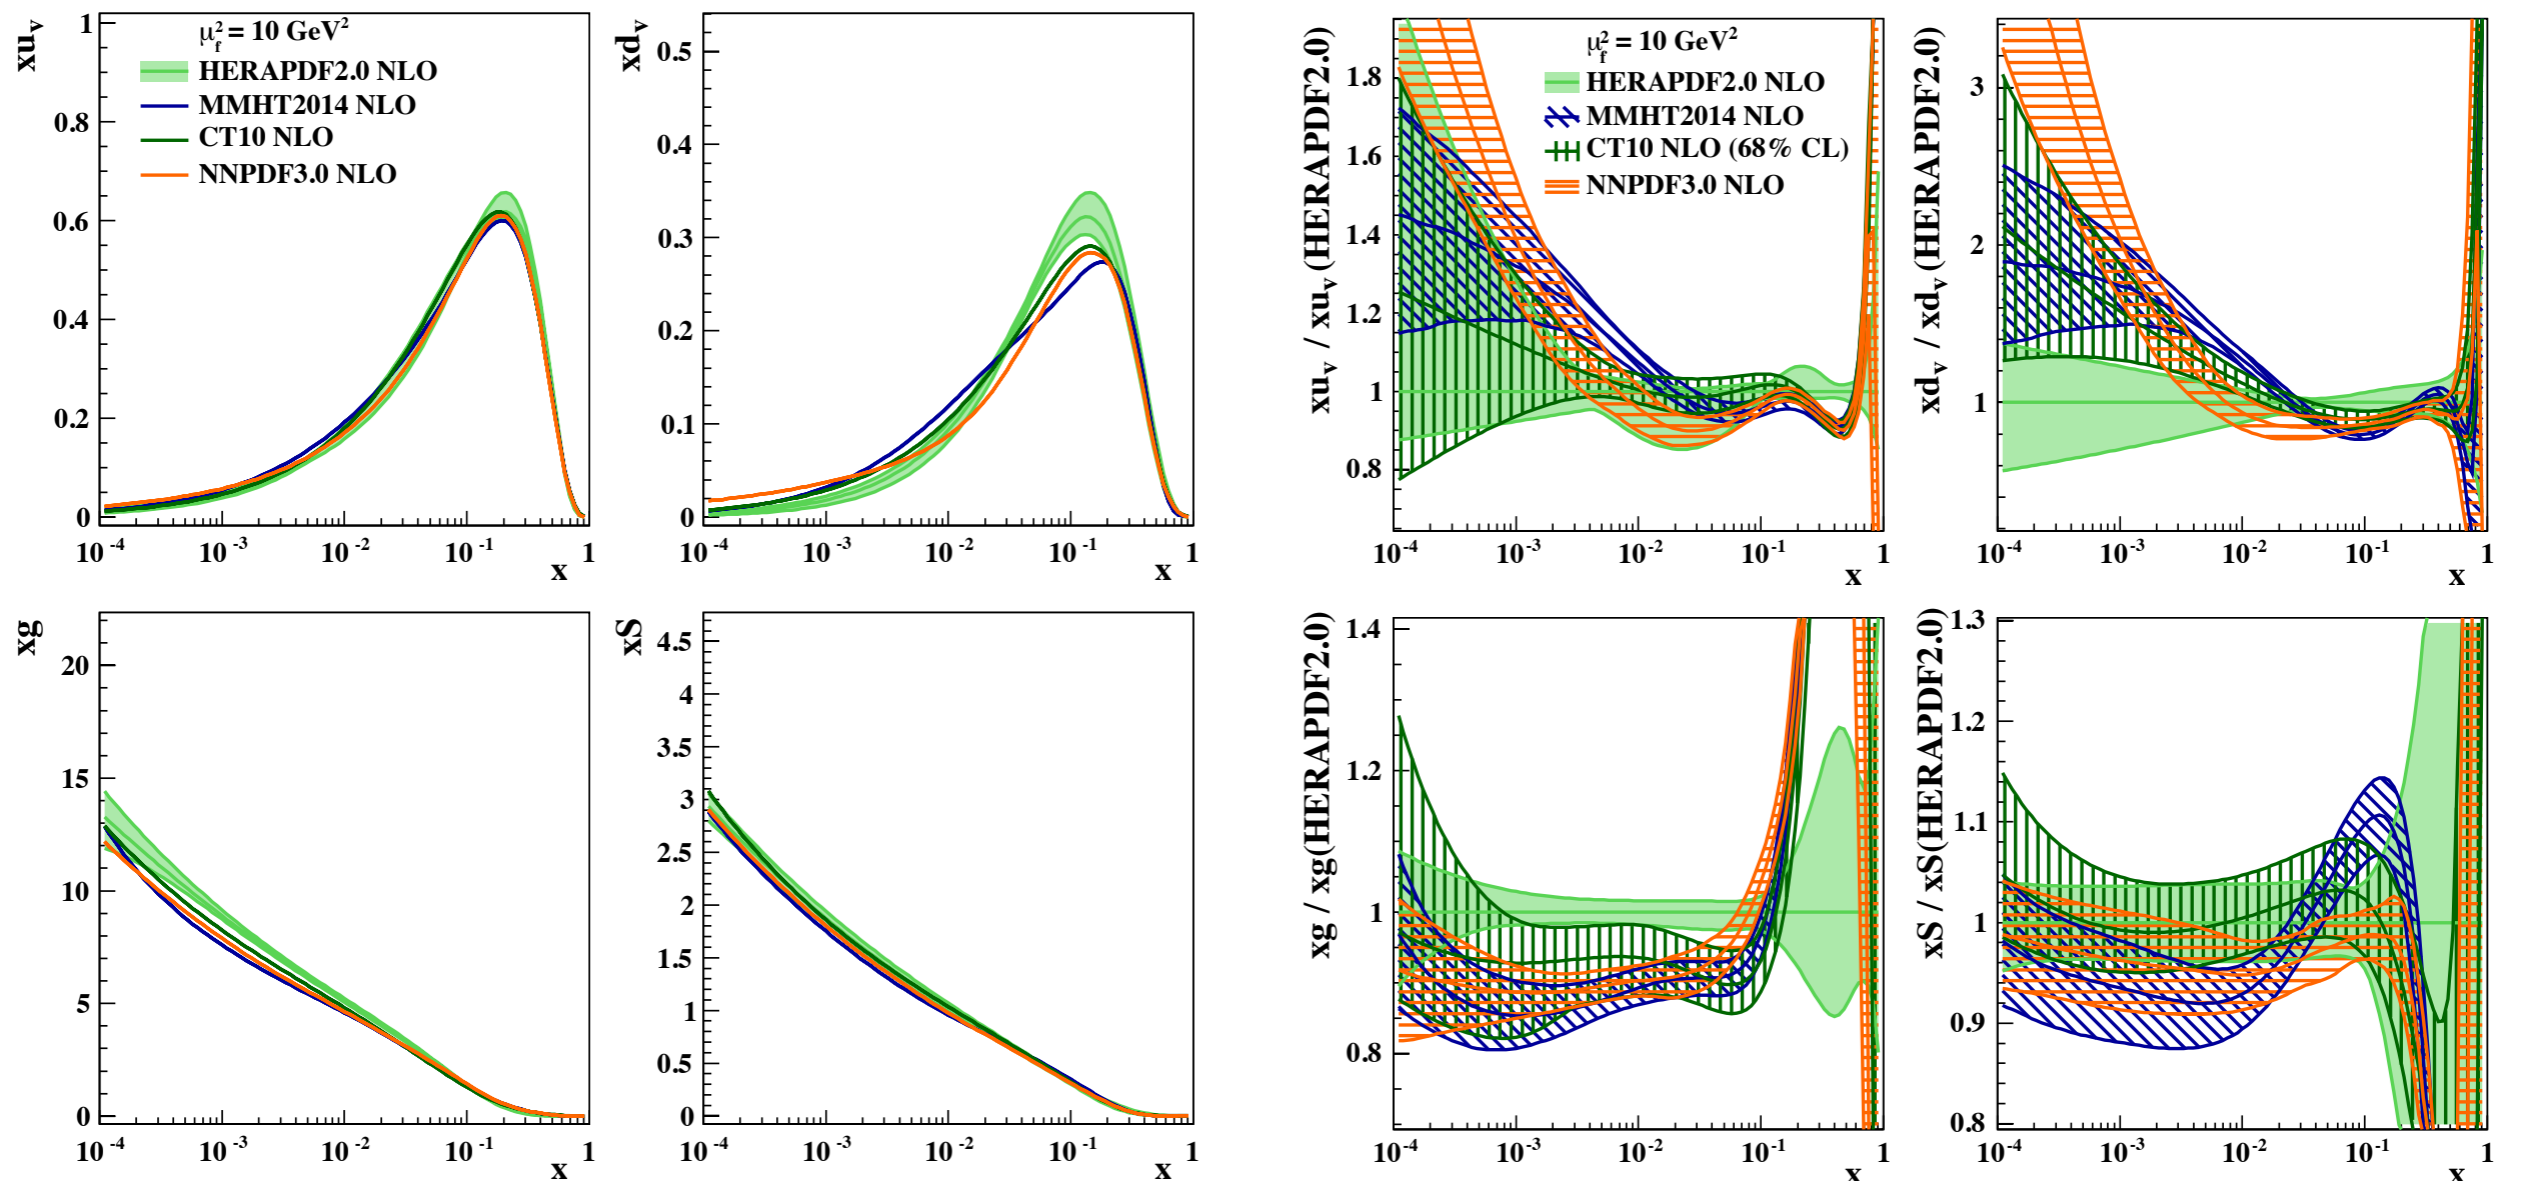 xu_v
1
0.8
0.6
0.4
0.2
0
μ_f^2 = 10 GeV^2
HERAPDF2.0 NLO
MMHT2014 NLO
CT10 NLO
NNPDF3.0 NLO
10^-4 10^-3 10^-2 10^-1 1
x
xd_v
0.5
0.4
0.3
0.2
0.1
0
10^-4 10^-3 10^-2 10^-1 1
x
xu_v / xu_v (HERAPDF2.0)
1.8
1.6
1.4
1.2
1
0.8
μ_f^2 = 10 GeV^2
HERAPDF2.0 NLO
MMHT2014 NLO
CT10 NLO (68% CL)
NNPDF3.0 NLO
10^-4 10^-3 10^-2 10^-1 1
x
xd_v / xd_v (HERAPDF2.0)
3
2
1
10^-4 10^-3 10^-2 10^-1 1
x
xg
20
15
10
5
0
10^-4 10^-3 10^-2 10^-1 1
x
xS
4.5
4
3.5
3
2.5
2
1.5
1
0.5
0
10^-4 10^-3 10^-2 10^-1 1
x
xg / xg(HERAPDF2.0)
1.4
1.2
1
0.8
10^-4 10^-3 10^-2 10^-1 1
x
xS / xS(HERAPDF2.0)
1.3
1.2
1.1
1
0.9
0.8
10^-4 10^-3 10^-2 10^-1 1
x